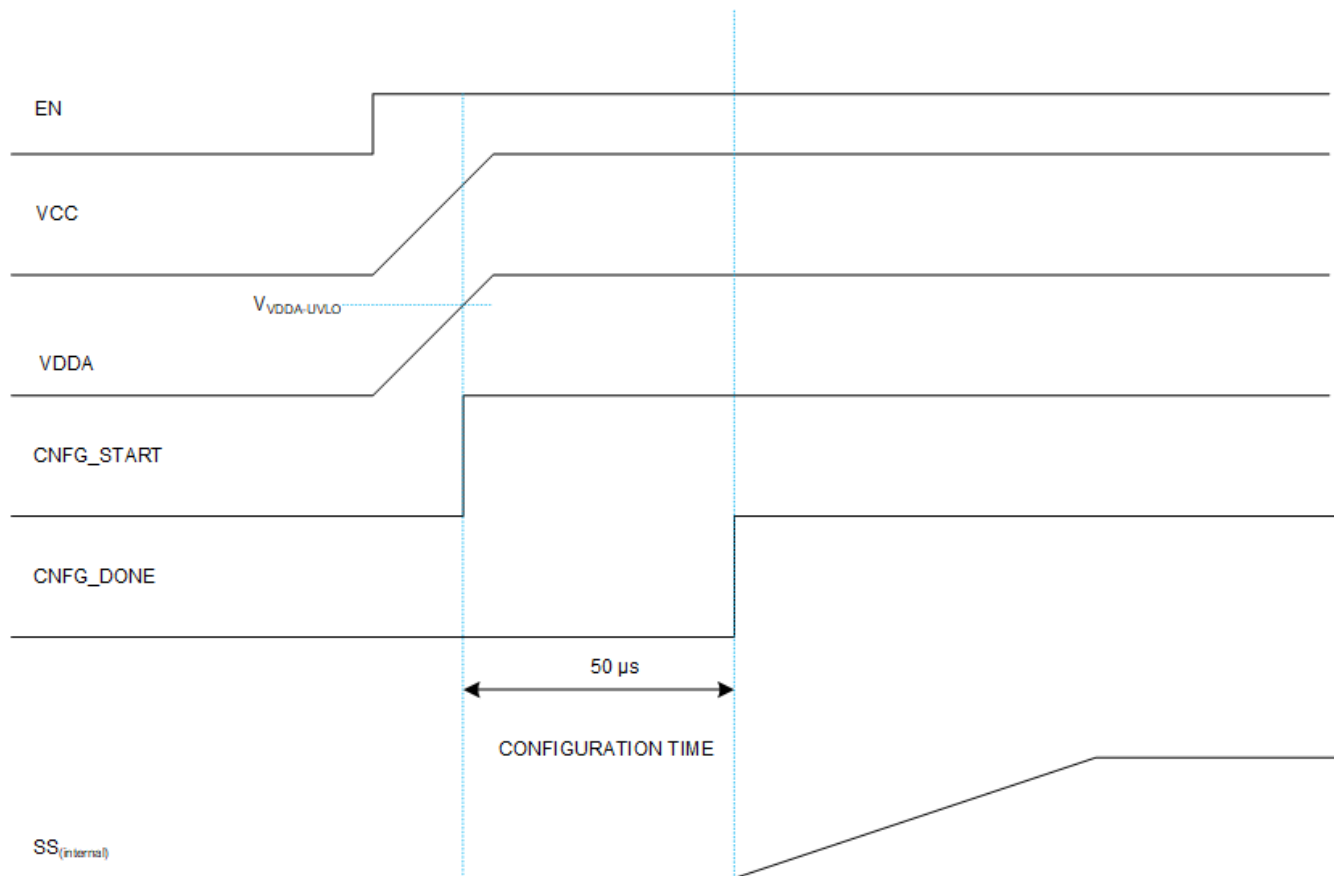 EN
VCC
VVDDA-UVLO
VDDA
CNFG_START
CNFG_DONE
50 µs
CONFIGURATION TIME
SS(internal)